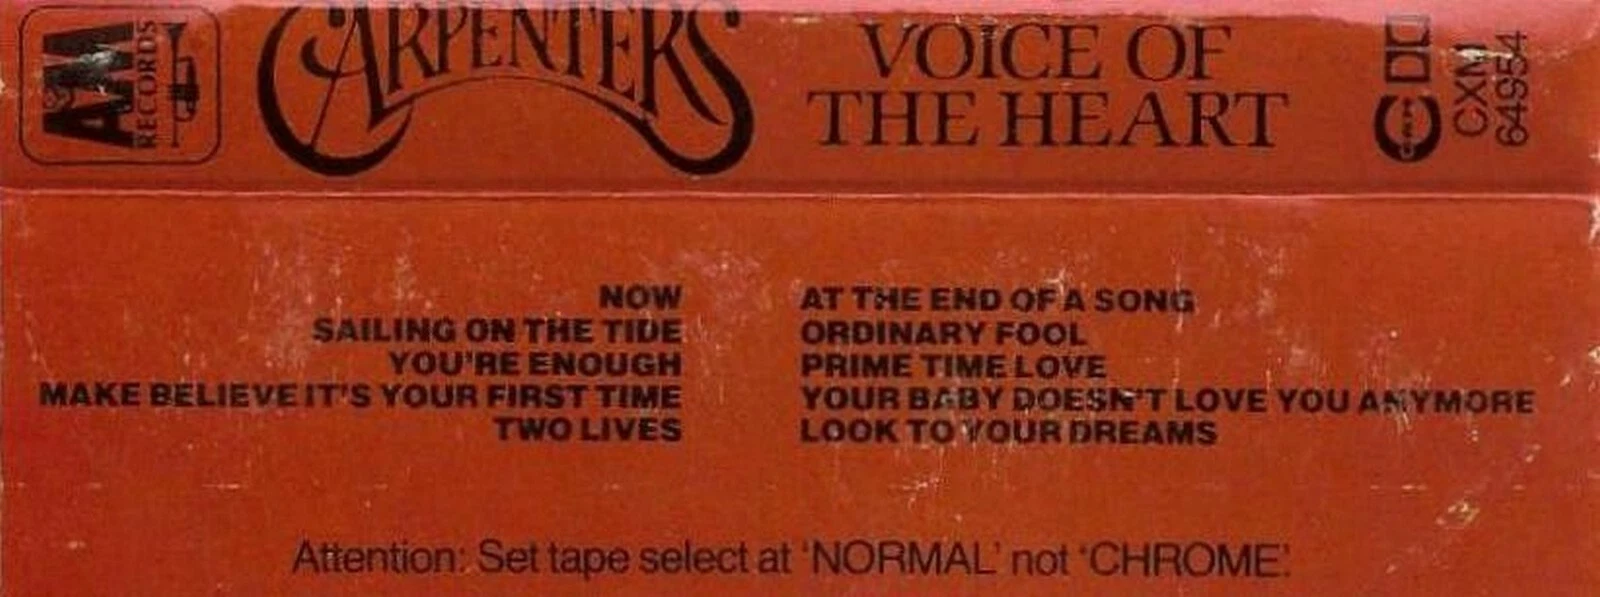 A&M
RECORDS
CARPENTERS
VOICE OF
THE HEART
CXM
64954
NOW
SAILING ON THE TIDE
YOU'RE ENOUGH
MAKE BELIEVE IT'S YOUR FIRST TIME
TWO LIVES
AT THE END OF A SONG
ORDINARY FOOL
PRIME TIME LOVE
YOUR BABY DOESN'T LOVE YOU ANYMORE
LOOK TO YOUR DREAMS
Attention: Set tape select at 'NORMAL' not 'CHROME'.